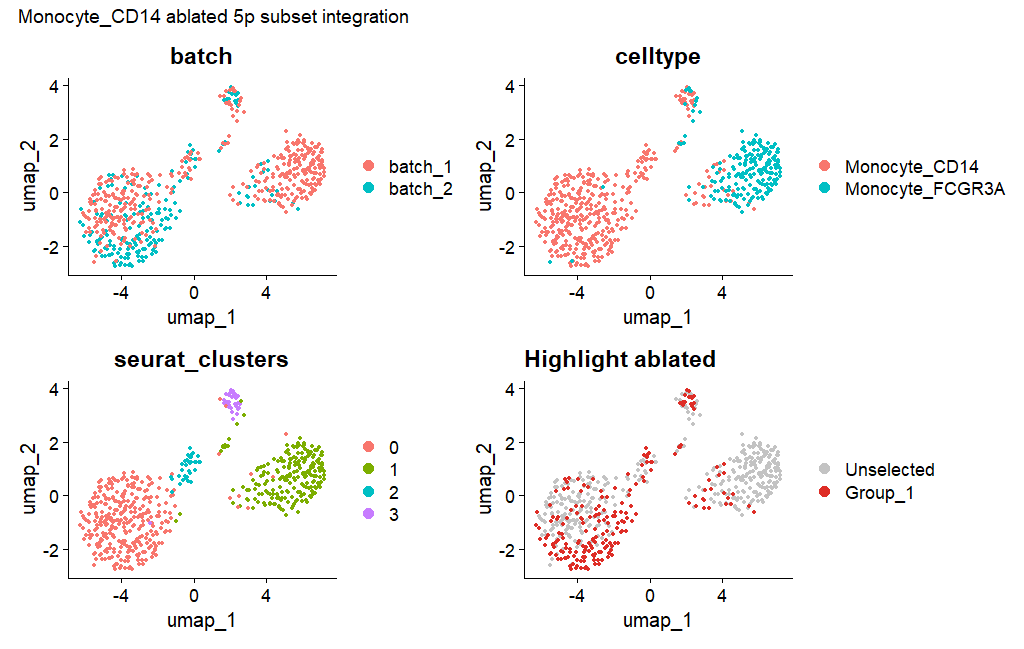 Monocyte_CD14 ablated 5p subset integration
batch
umap_2
4
2
0
-2
-4
0
4
umap_1
batch_1
batch_2
celltype
umap_2
4
2
0
-2
-4
0
4
umap_1
Monocyte_CD14
Monocyte_FCGR3A
seurat_clusters
umap_2
4
2
0
-2
-4
0
4
umap_1
0
1
2
3
Highlight ablated
umap_2
4
2
0
-2
-4
0
4
umap_1
Unselected
Group_1